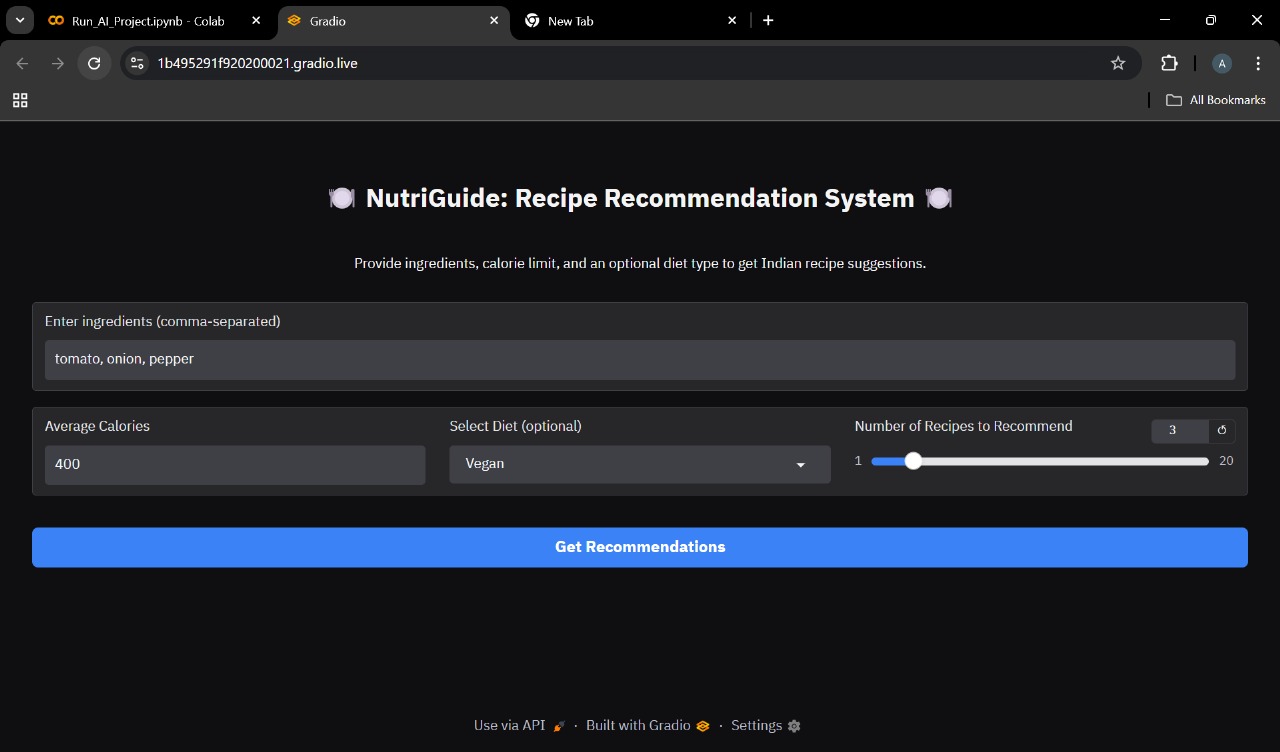 Run_AI_Project.ipynb - Colab
Gradio
New Tab
1b495291f920200021.gradio.live
A
All Bookmarks
🍽️ NutriGuide: Recipe Recommendation System 🍽️
Provide ingredients, calorie limit, and an optional diet type to get Indian recipe suggestions.
Enter ingredients (comma-separated)
tomato, onion, pepper
Average Calories
400
Select Diet (optional)
Vegan
Number of Recipes to Recommend
3
1
20
Get Recommendations
Use via API 🚀 · Built with Gradio · Settings ⚙️